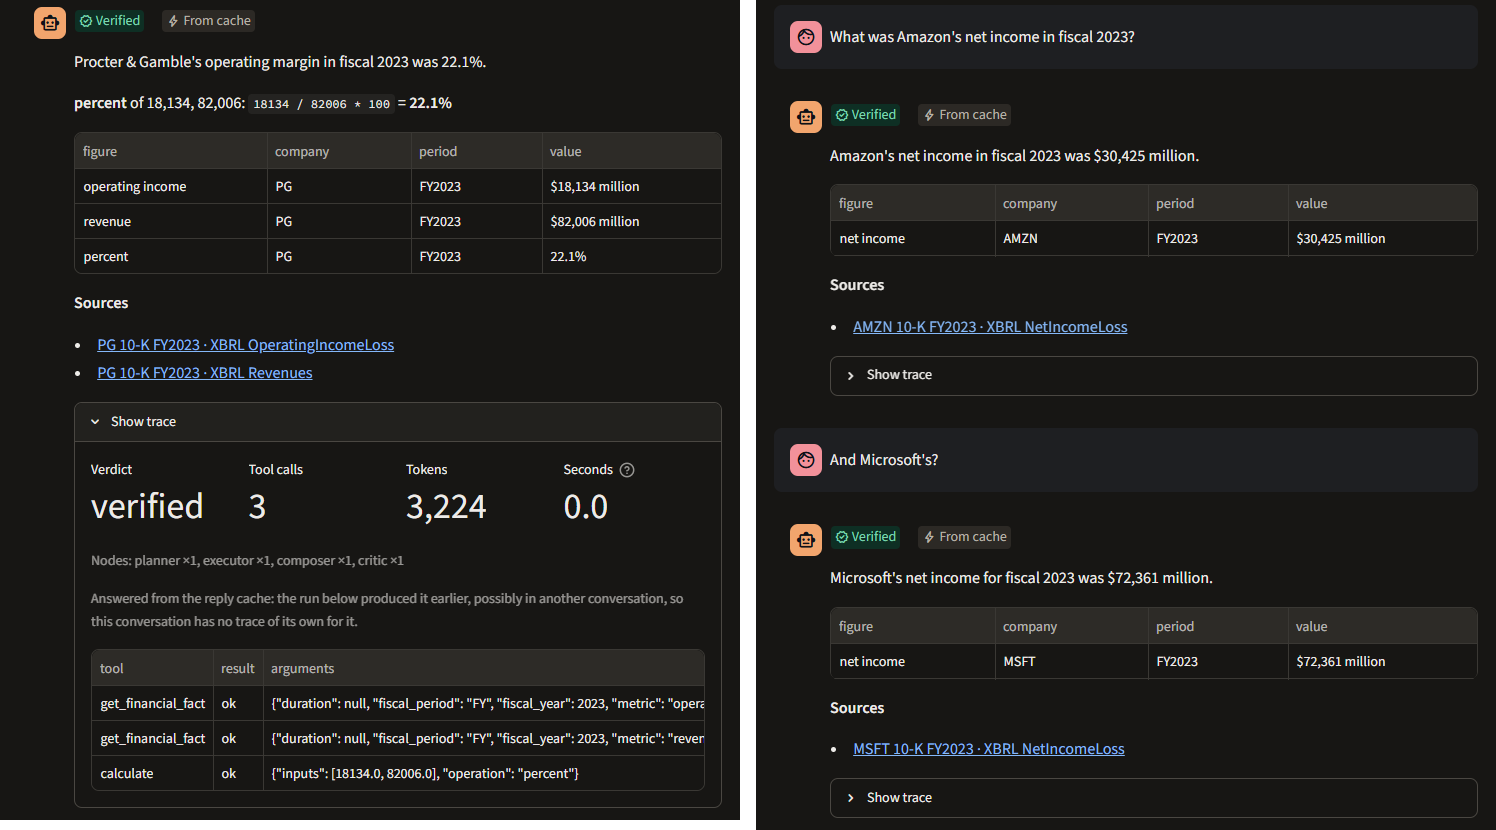 Verified From cache
Procter & Gamble's operating margin in fiscal 2023 was 22.1%.
percent of 18,134, 82,006: 18134 / 82006 * 100 = 22.1%
figure company period value
operating income PG FY2023 $18,134 million
revenue PG FY2023 $82,006 million
percent PG FY2023 22.1%
Sources
• PG 10-K FY2023 · XBRL OperatingIncomeLoss
• PG 10-K FY2023 · XBRL Revenues
Show trace
Verdict Tool calls Tokens Seconds ?
verified 3 3,224 0.0
Nodes: planner ×1, executor ×1, composer ×1, critic ×1
Answered from the reply cache: the run below produced it earlier, possibly in another conversation, so
this conversation has no trace of its own for it.
tool result arguments
get_financial_fact ok {"duration": null, "fiscal_period": "FY", "fiscal_year": 2023, "metric": "opera
get_financial_fact ok {"duration": null, "fiscal_period": "FY", "fiscal_year": 2023, "metric": "reven
calculate ok {"inputs": [18134.0, 82006.0], "operation": "percent"}
What was Amazon's net income in fiscal 2023?
Verified From cache
Amazon's net income in fiscal 2023 was $30,425 million.
figure company period value
net income AMZN FY2023 $30,425 million
Sources
• AMZN 10-K FY2023 · XBRL NetIncomeLoss
Show trace
And Microsoft's?
Verified From cache
Microsoft's net income for fiscal 2023 was $72,361 million.
figure company period value
net income MSFT FY2023 $72,361 million
Sources
• MSFT 10-K FY2023 · XBRL NetIncomeLoss
Show trace